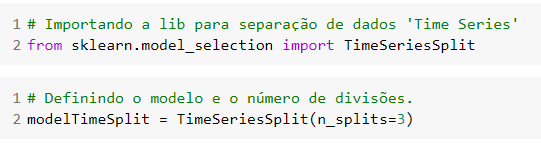 1 # Importando a lib para separação de dados 'Time Series'
2 from sklearn.model_selection import TimeSeriesSplit
1 # Definindo o modelo e o número de divisões.
2 modelTimeSplit = TimeSeriesSplit(n_splits=3)